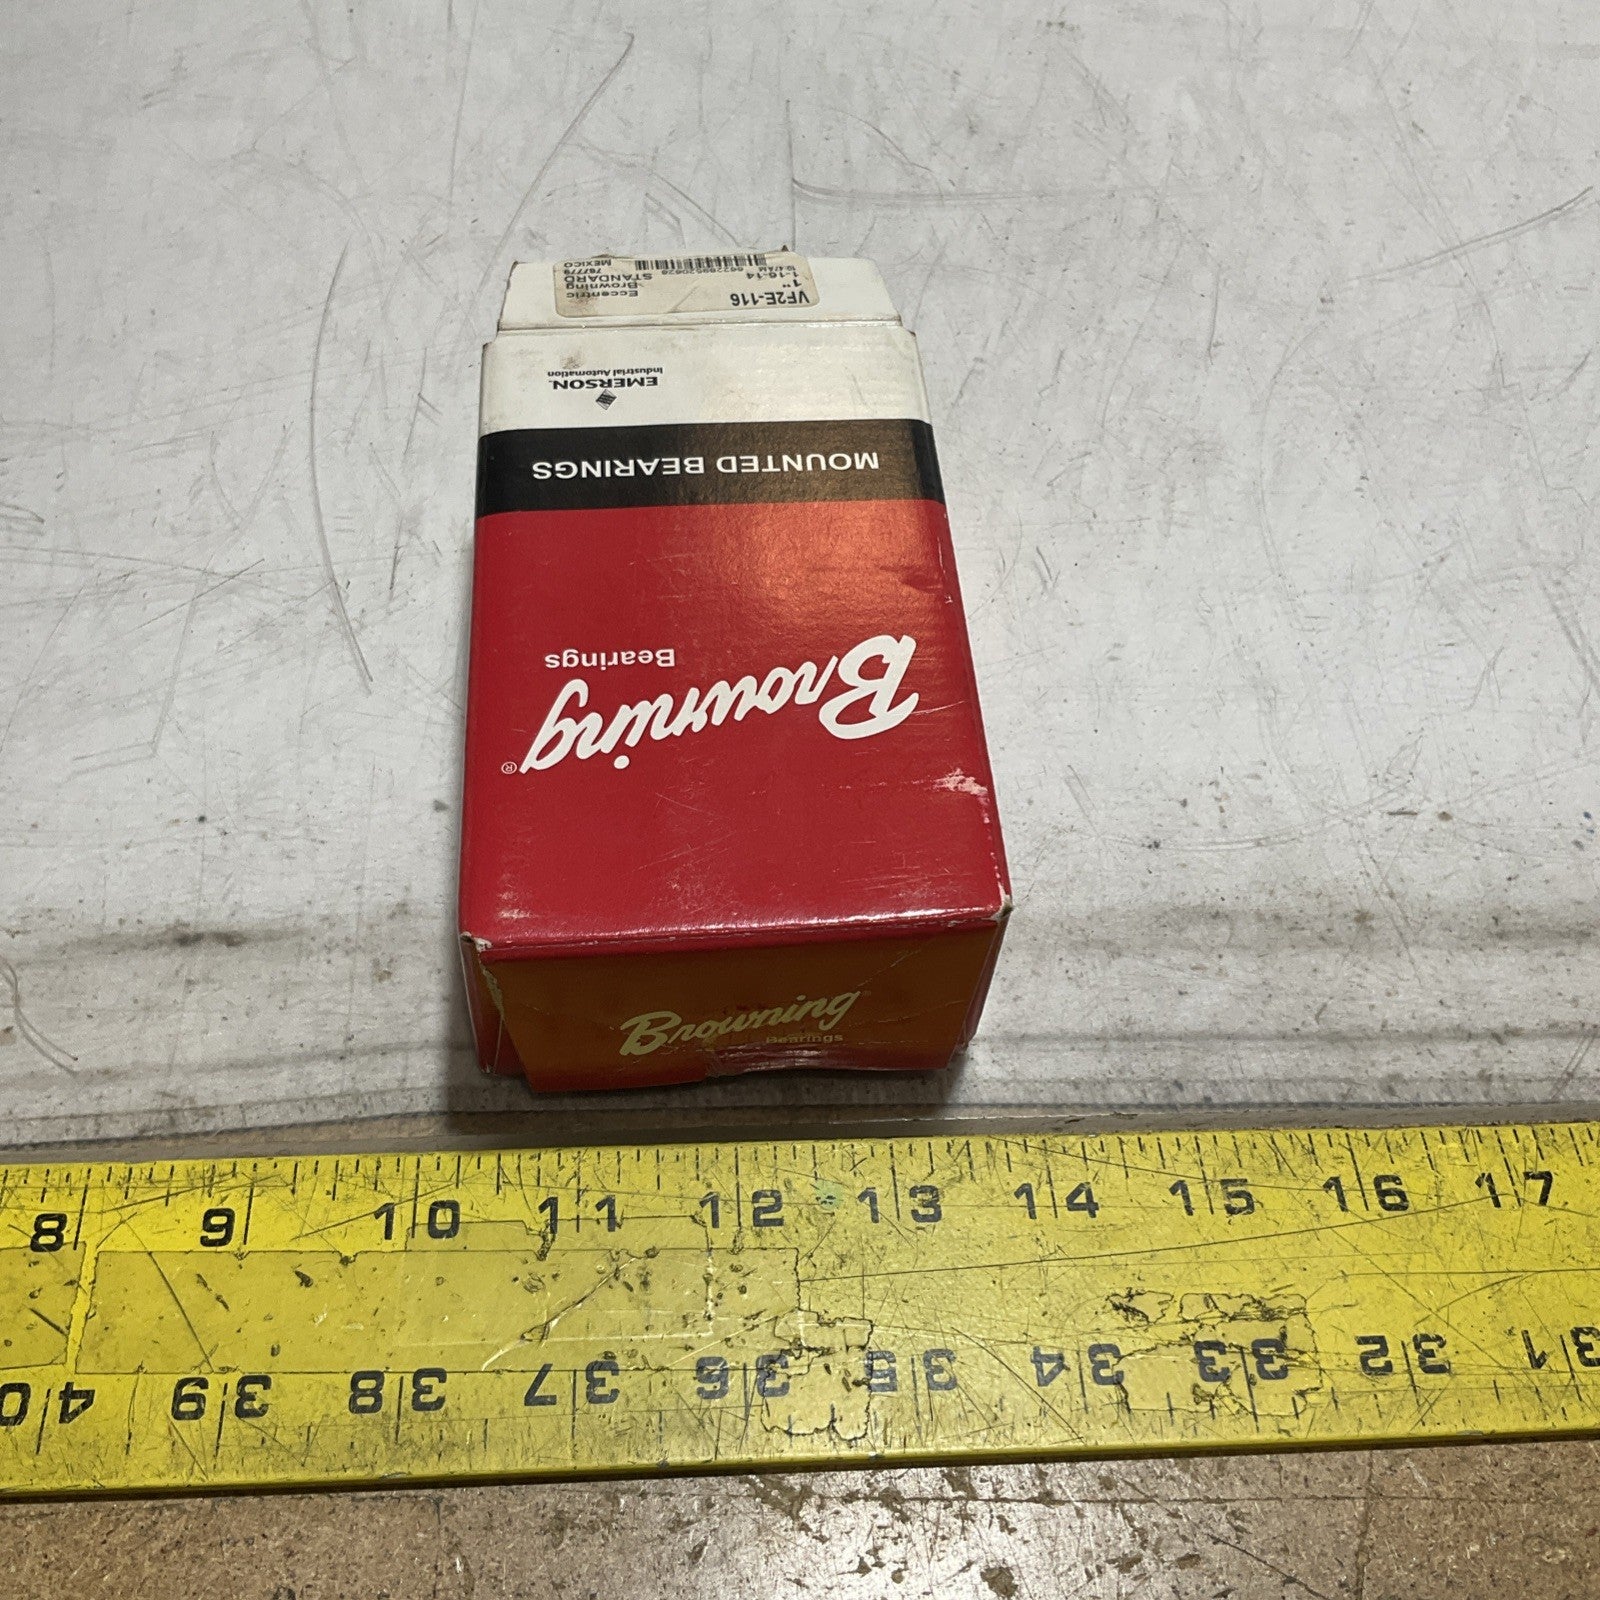 VF2E-116 Eccentric
1" Browning
1-16-14 STANDARD
767779
MEXICO
EMERSON.
Industrial Automation
MOUNTED BEARINGS
Browning®
Bearings
Browning
Bearings
8 9 10 11 12 13 14 15 16 17
40 39 38 37 36 35 34 33 32 31